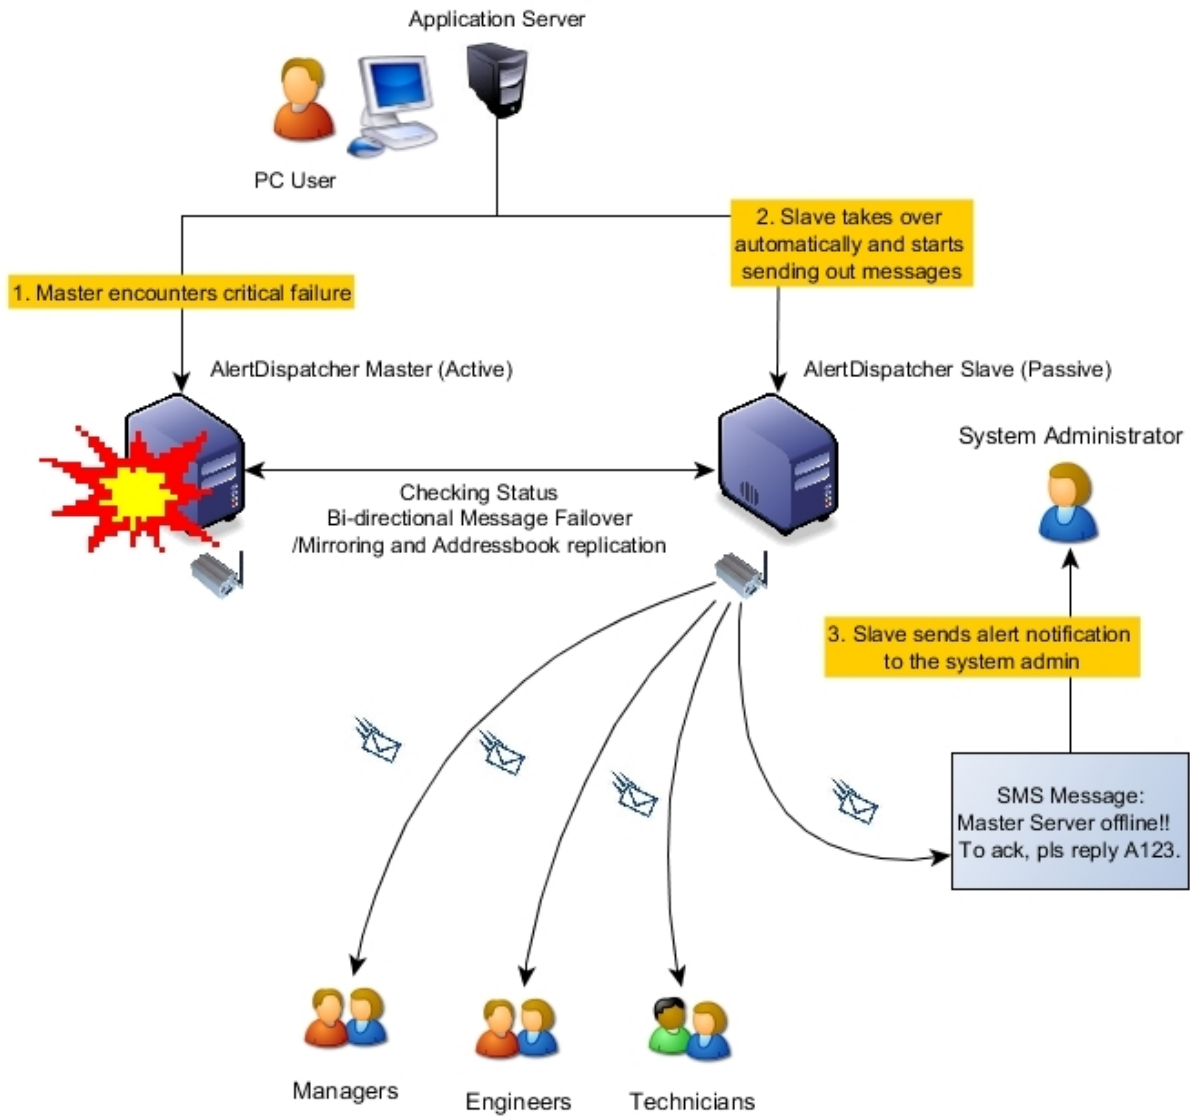 Application Server
PC User
2. Slave takes over
automatically and starts
sending out messages
1. Master encounters critical failure
AlertDispatcher Master (Active)
AlertDispatcher Slave (Passive)
System Administrator
Checking Status
Bi-directional Message Failover
/Mirroring and Addressbook replication
3. Slave sends alert notification
to the system admin
SMS Message:
Master Server offline!!
To ack, pls reply A123.
Managers
Engineers
Technicians